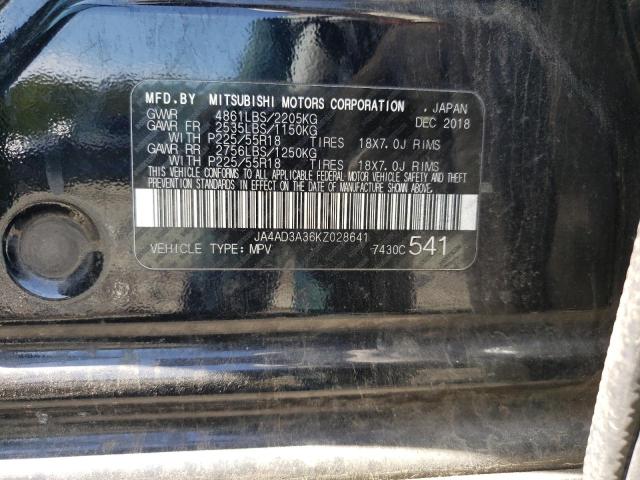 MFD.BY MITSUBISHI MOTORS CORPORATION , JAPAN
GVWR 4861LBS/2205KG DEC 2018
GAWR FR 2535LBS/1150KG
WITH P225/55R18 TIRES 18X7.0J RIMS
GAWR RR 2756LBS/1250KG
WITH P225/55R18 TIRES 18X7.0J RIMS
THIS VEHICLE CONFORMS TO ALL APPLICABLE FEDERAL MOTOR VEHICLE SAFETY AND THEFT
PREVENTION STANDARDS IN EFFECT ON THE DATE OF MANUFACTURE SHOWN ABOVE.
JA4AD3A36KZ028641
VEHICLE TYPE:MPV 7430C 541